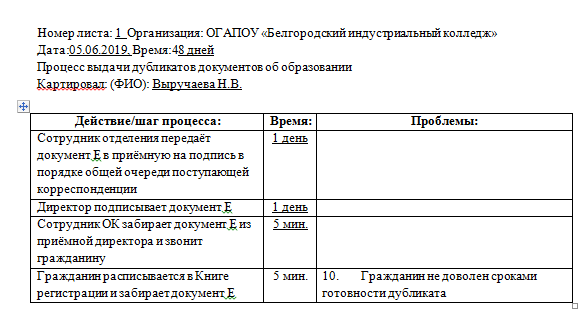 Номер листа: 1 Организация: ОГАПОУ «Белгородский индустриальный колледж»
Дата:05.06.2019, Время:48 дней
Процесс выдачи дубликатов документов об образовании
Картировал: (ФИО): Выручаева Н.В.
Действие/шаг процесса: Время: Проблемы:
Сотрудник отделения передаёт 1 день
документ Е в приёмную на подпись в
порядке общей очереди поступающей
корреспонденции
Директор подписывает документ Е 1 день
Сотрудник ОК забирает документ Е из 5 мин.
приёмной директора и звонит
гражданину
Гражданин расписывается в Книге 5 мин. 10. Гражданин не доволен сроками
регистрации и забирает документ Е готовности дубликата